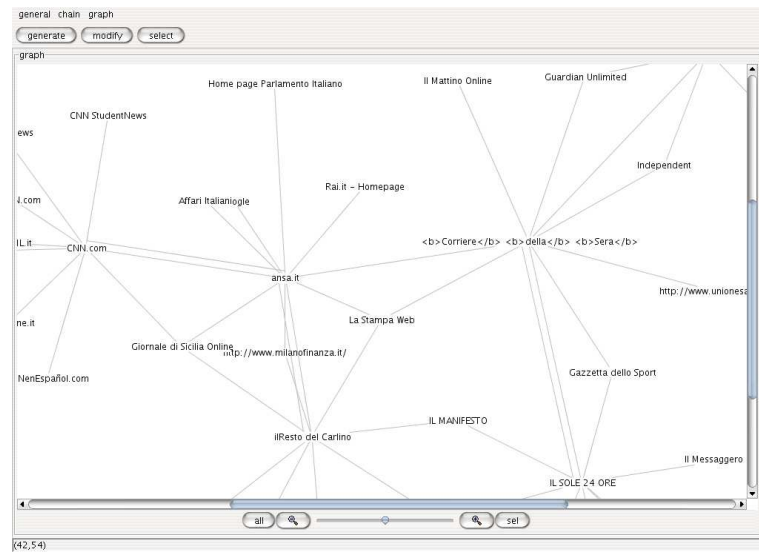 general chain graph
generate modify select
graph
Home page Parlamento Italiano
Il Mattino Online
Guardian Unlimited
CNN StudentNews
ews
Independent
Rai.it - Homepage
Affari Italiani ogle
N.com
<b>Corriere</b> <b>della</b> <b>Sera</b>
IL.it
CNN.com
ansa.it
http://www.unionesa
ne.it
La Stampa Web
Giornale di Sicilia Online
http://www.milanofinanza.it/
NenEspañol.com
Gazzetta dello Sport
IL MANIFESTO
ilResto del Carlino
Il Messaggero
IL SOLE 24 ORE
all sel
(42,54)